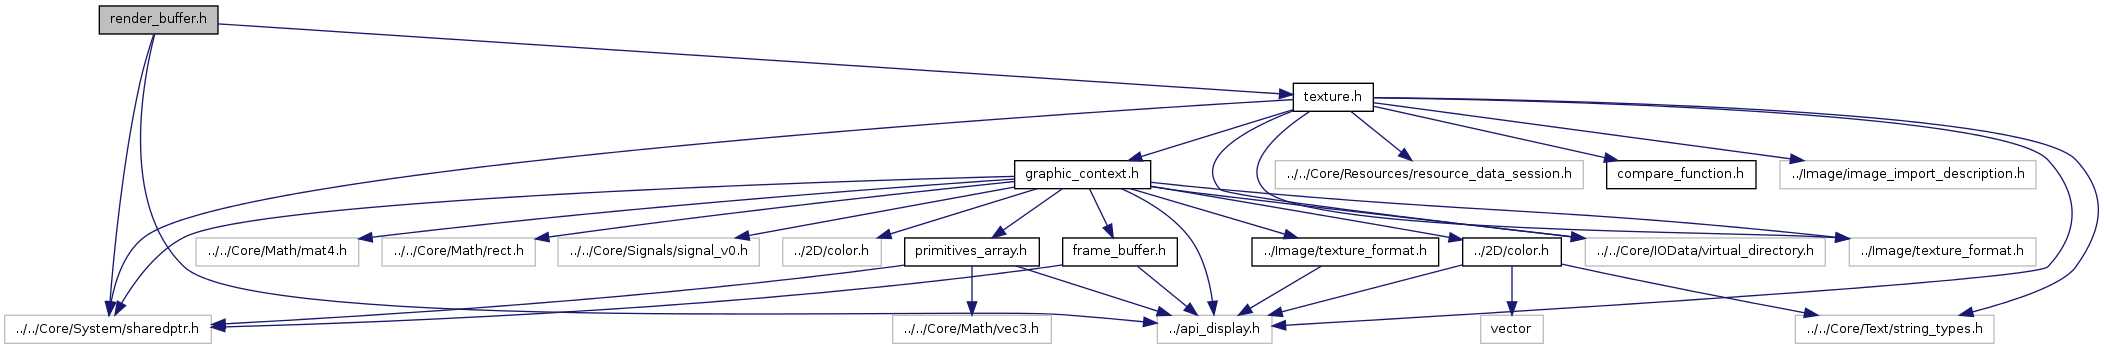 render_buffer.h
texture.h
graphic_context.h
../../Core/Resources/resource_data_session.h
compare_function.h
../Image/image_import_description.h
../../Core/Math/mat4.h
../../Core/Math/rect.h
../../Core/Signals/signal_v0.h
../2D/color.h
primitives_array.h
frame_buffer.h
../Image/texture_format.h
../2D/color.h
../../Core/IOData/virtual_directory.h
../Image/texture_format.h
../../Core/System/sharedptr.h
../../Core/Math/vec3.h
../api_display.h
vector
../../Core/Text/string_types.h